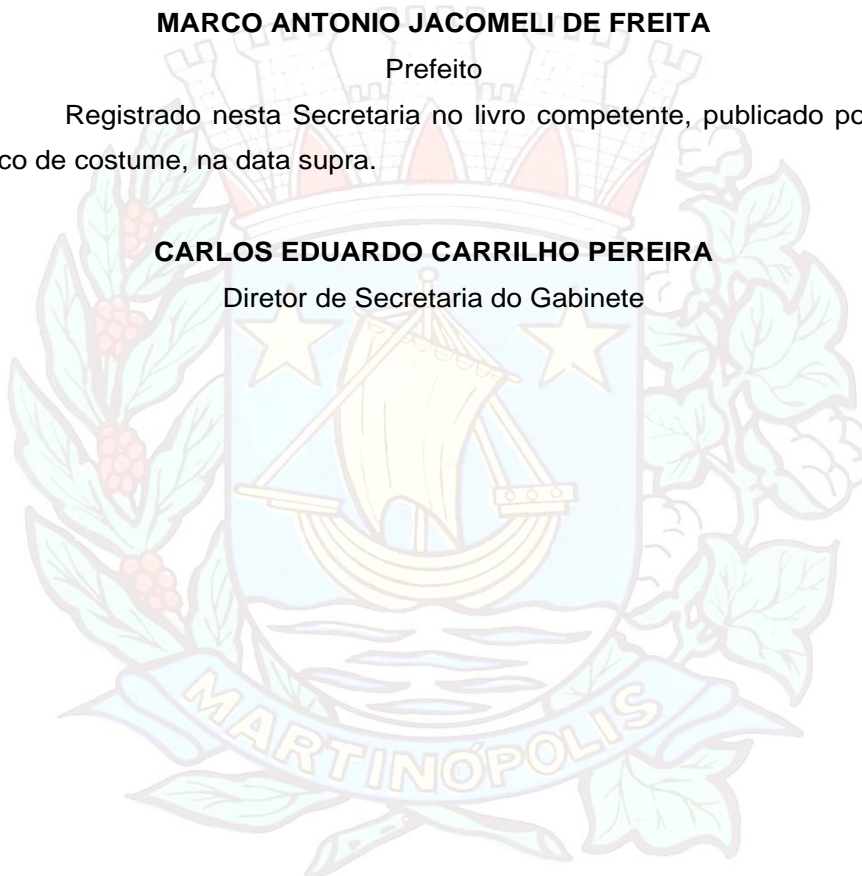 MARCO ANTONIO JACOMELI DE FREITA
Prefeito
Registrado nesta Secretaria no livro competente, publicado po
co de costume, na data supra.
CARLOS EDUARDO CARRILHO PEREIRA
Diretor de Secretaria do Gabinete
MARTINÓPOLIS